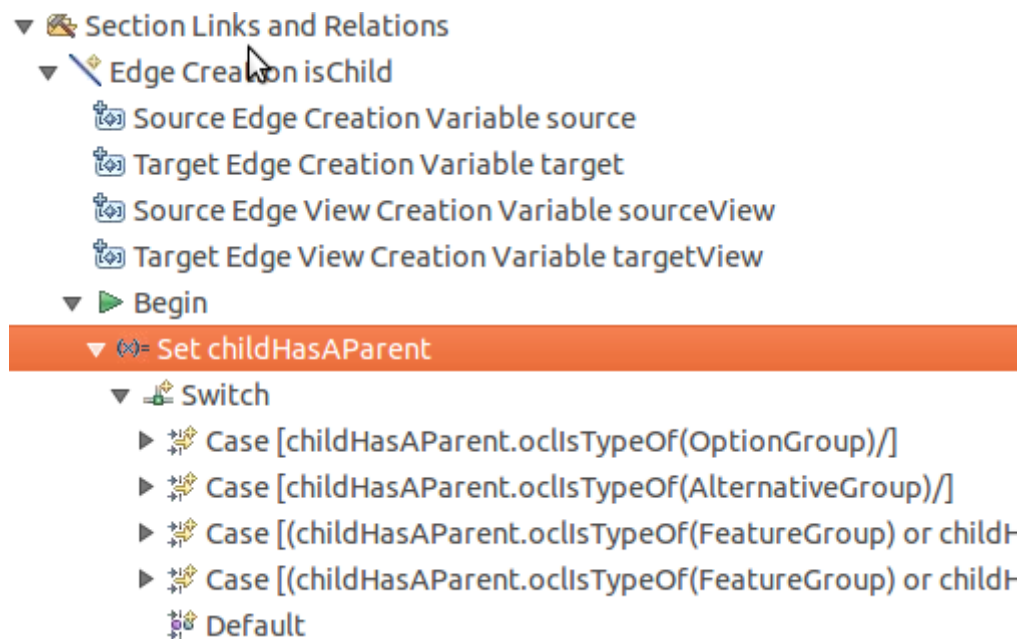 Section Links and Relations
Edge Creation isChild
Source Edge Creation Variable source
Target Edge Creation Variable target
Source Edge View Creation Variable sourceView
Target Edge View Creation Variable targetView
Begin
(x)= Set childHasAParent
Switch
Case [childHasAParent.oclIsTypeOf(OptionGroup)/]
Case [childHasAParent.oclIsTypeOf(AlternativeGroup)/]
Case [(childHasAParent.oclIsTypeOf(FeatureGroup) or childH
Case [(childHasAParent.oclIsTypeOf(FeatureGroup) or childH
Default